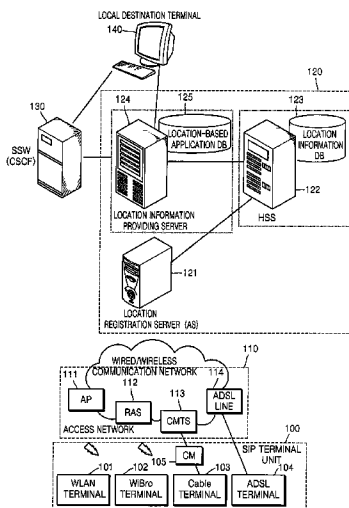 LOCAL DESTINATION TERMINAL
140
120
130
124
125
123
SSW
(CSCF)
LOCATION-BASED
APPLICATION DB
LOCATION
INFORMATION
DB
122
LOCATION INFORMATION
PROVIDING SERVER
HSS
121
LOCATION
REGISTRATION SERVER (AS)
WIRED/WIRELESS
COMMUNICATION NETWORK
110
111
112
113
114
AP
RAS
CMTS
ADSL
LINE
ACCESS NETWORK
SIP TERMINAL
UNIT
100
105
CM
101
102
103
104
WLAN
TERMINAL
WiBro
TERMINAL
Cable
TERMINAL
ADSL
TERMINAL